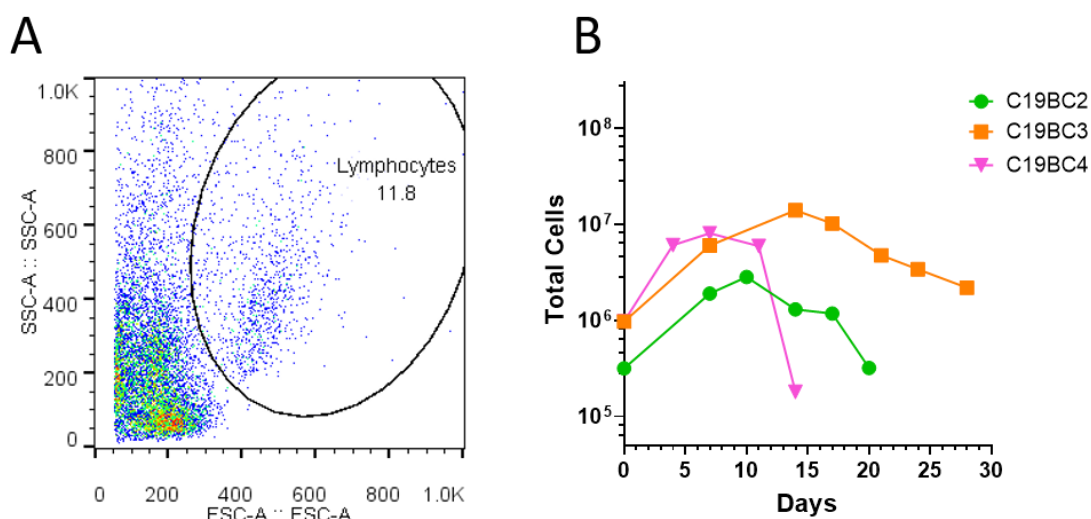 A
B
1.0K
800
600
400
200
0
SSC-A :: SSC-A
Lymphocytes
11.8
0 200 400 600 800 1.0K
FSC-A :: FSC-A
Total Cells
10⁸
10⁷
10⁶
10⁵
0 5 10 15 20 25 30
Days
C19BC2
C19BC3
C19BC4